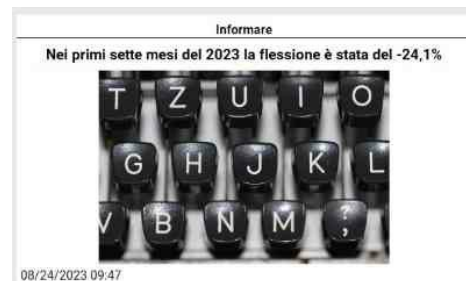 Informare
Nei primi sette mesi del 2023 la flessione è stata del -24,1%
T Z U I O
G H J K L
V B N M ? ;
08/24/2023 09:47